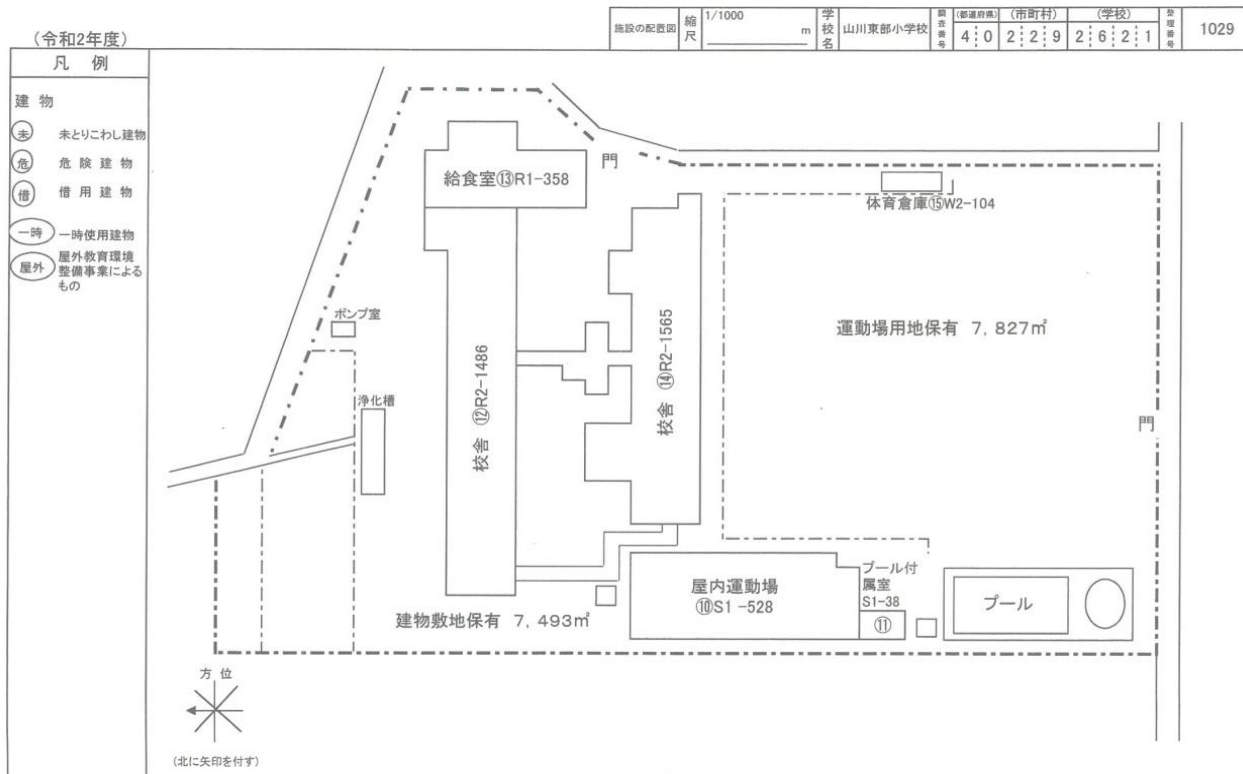 (令和2年度)
施設の配置図
縮尺
1/1000
m
学校名
山川東部小学校
調査番号
(都道府県)
4 0
(市町村)
2 2 9
(学校)
2 6 2 1
整理番号
1029
凡 例
建 物
未 未とりこわし建物
危 危 険 建 物
借 借 用 建 物
一時 一時使用建物
屋外 屋外教育環境
整備事業による
もの
門
給食室⑬R1-358
体育倉庫⑮W2-104
ポンプ室
校舎 ⑫R2-1486
校舎 ⑭R2-1565
運動場用地保有 7, 827㎡
浄化槽
門
屋内運動場
⑩S1 -528
プール付
属室
S1-38
⑪
プール
建物敷地保有 7, 493㎡
方 位
(北に矢印を付す)